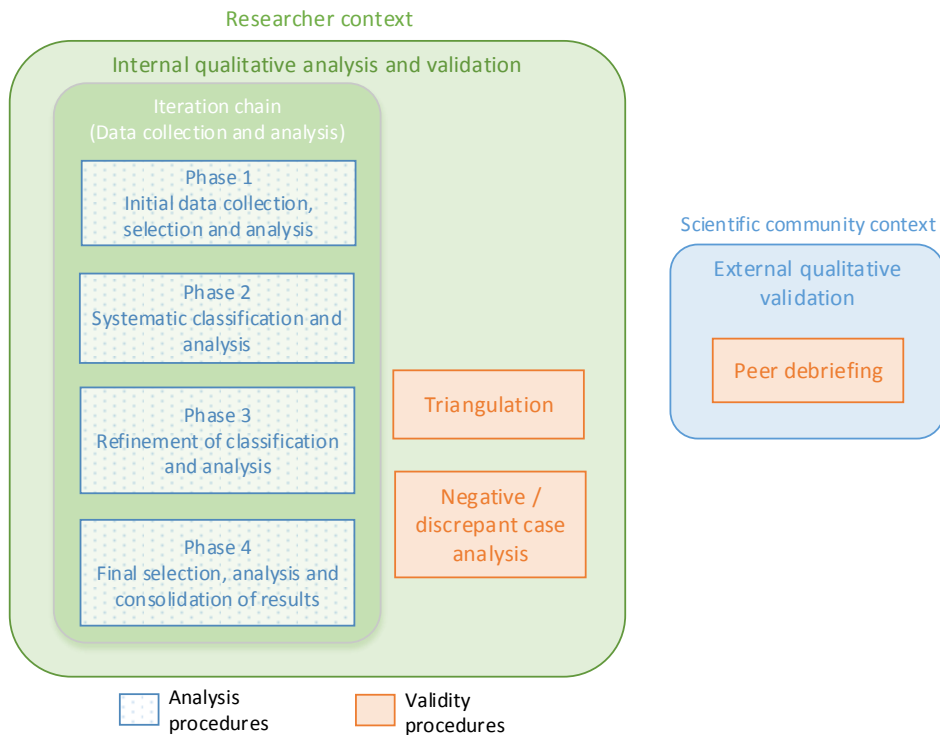 Researcher context
Internal qualitative analysis and validation
Iteration chain
(Data collection and analysis)
Phase 1
Initial data collection,
selection and analysis
Phase 2
Systematic classification and
analysis
Phase 3
Refinement of classification
and analysis
Phase 4
Final selection, analysis and
consolidation of results
Triangulation
Negative /
discrepant case
analysis
Scientific community context
External qualitative
validation
Peer debriefing
Analysis
procedures
Validity
procedures